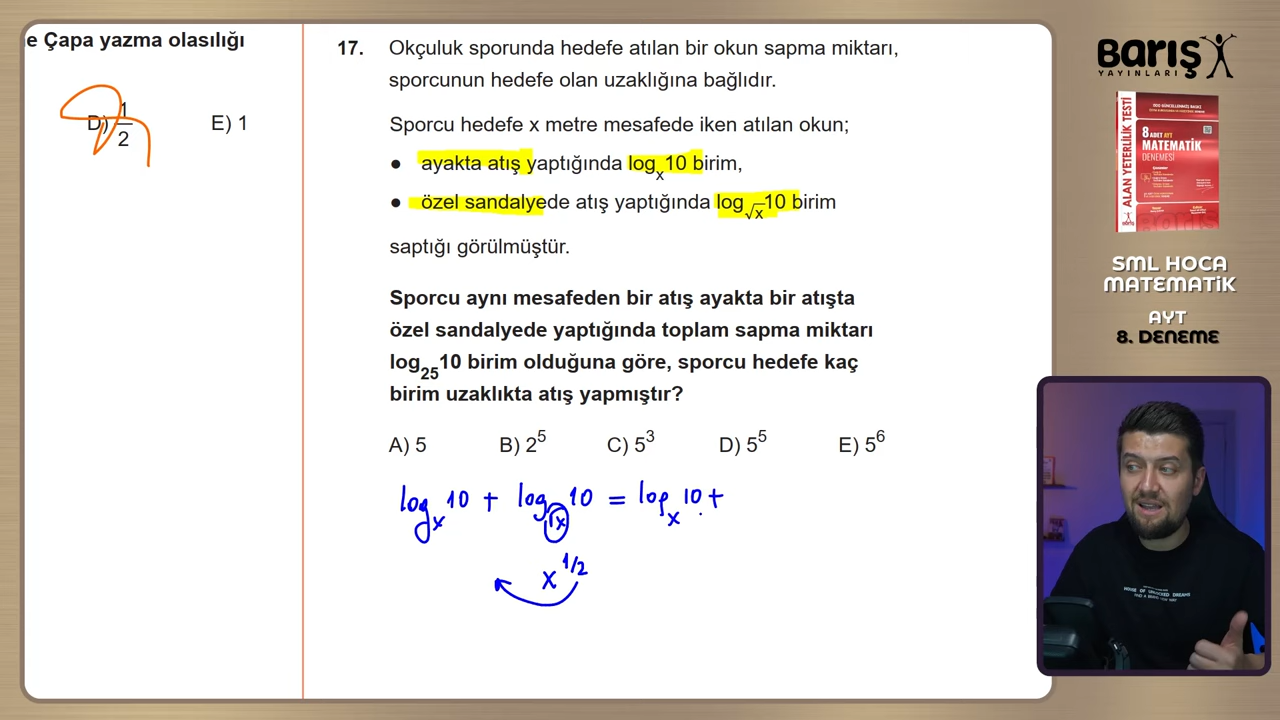 e Çapa yazma olasılığı
D) 1/2 E) 1
17. Okçuluk sporunda hedefe atılan bir okun sapma miktarı,
sporcunun hedefe olan uzaklığına bağlıdır.
Sporcu hedefe x metre mesafede iken atılan okun;
● ayakta atış yaptığında logₓ10 birim,
● özel sandalyede atış yaptığında log_√x 10 birim
saptığı görülmüştür.
Sporcu aynı mesafeden bir atış ayakta bir atışta
özel sandalyede yaptığında toplam sapma miktarı
log₂₅10 birim olduğuna göre, sporcu hedefe kaç
birim uzaklıkta atış yapmıştır?
A) 5 B) 2⁵ C) 5³ D) 5⁵ E) 5⁶
logₓ10 + log_√x 10 = logₓ10 +
x^1/2
BARIŞ
YAYINLARI
ALAN YETERLİLİK TESTİ
8 ADET AYT
MATEMATİK
DENEMESİ
SML HOCA
MATEMATİK
AYT
8. DENEME